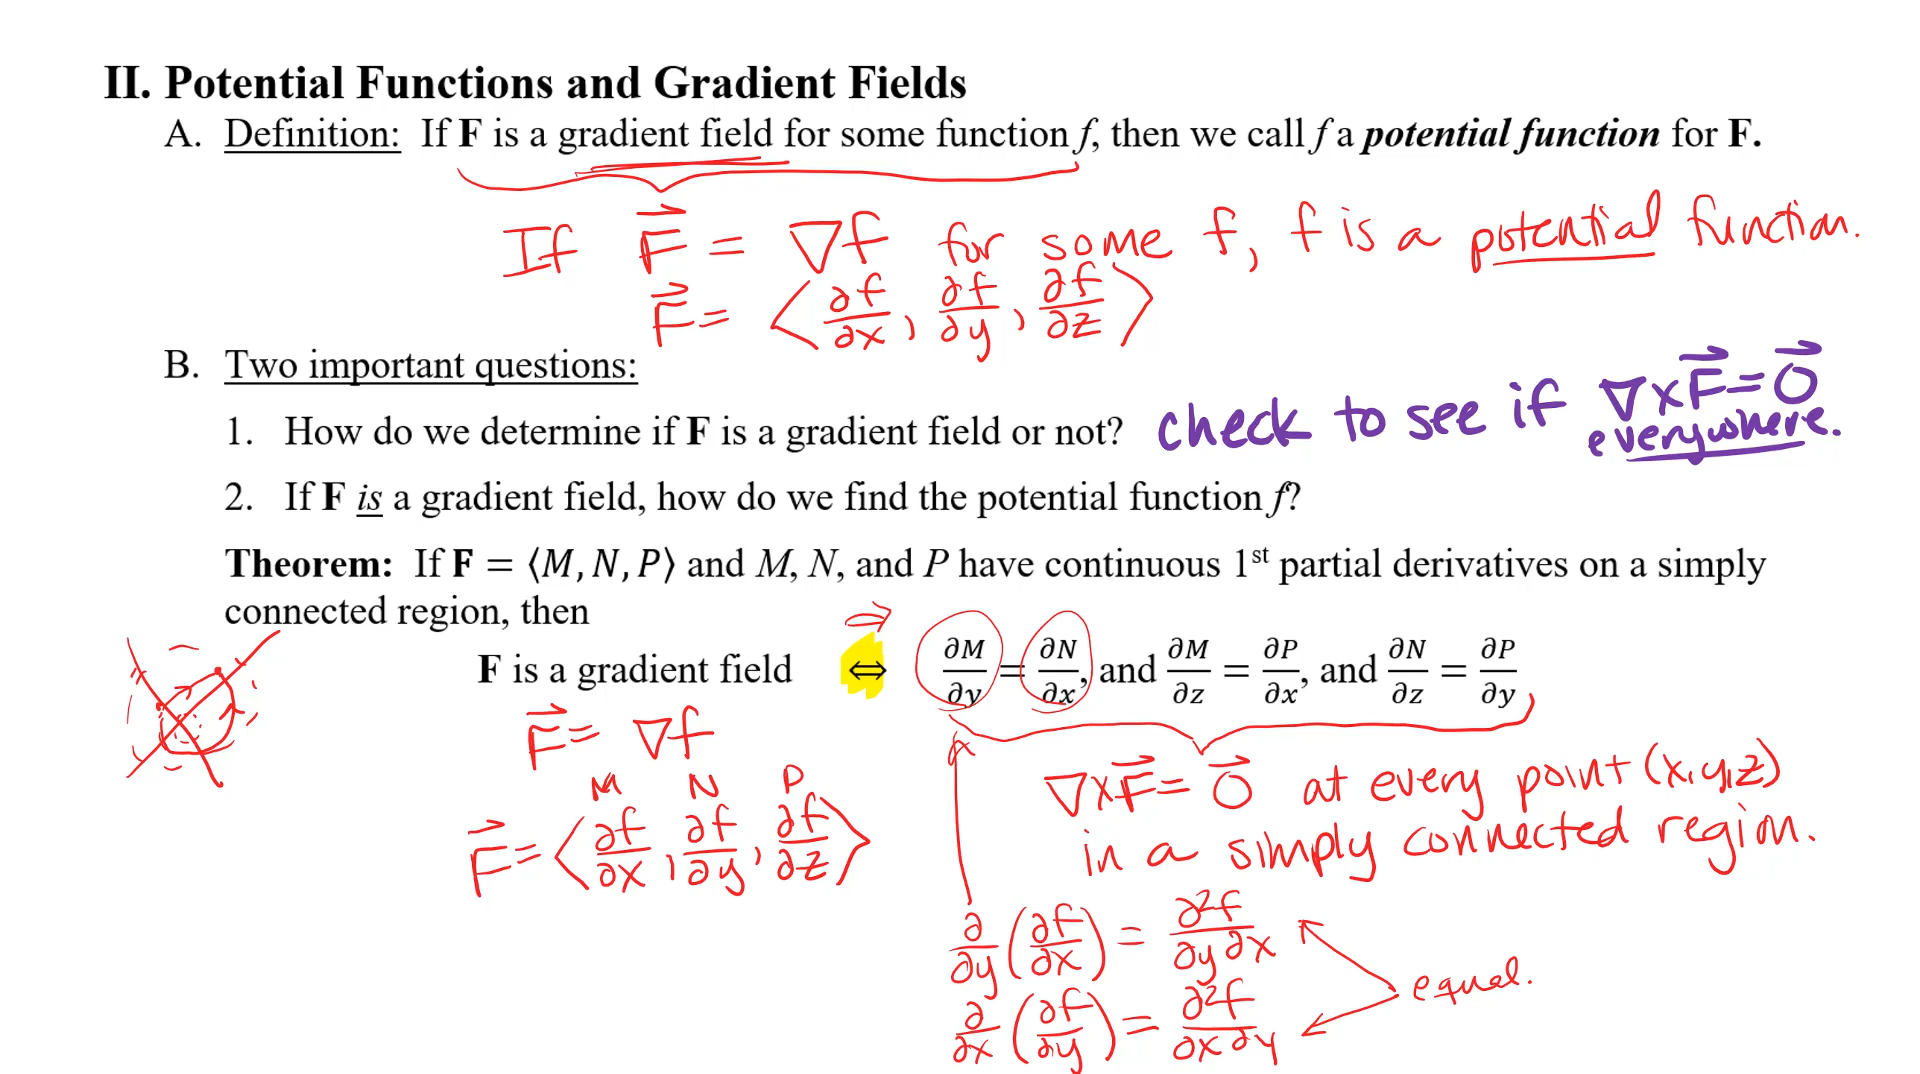 II. Potential Functions and Gradient Fields
A. Definition: If F is a gradient field for some function f, then we call f a potential function for F.
If F⃗ = ∇f for some f, f is a potential function.
F⃗ = ⟨∂f/∂x, ∂f/∂y, ∂f/∂z⟩
B. Two important questions:
1. How do we determine if F is a gradient field or not? check to see if ∇×F⃗=0⃗
everywhere.
2. If F is a gradient field, how do we find the potential function f?
Theorem: If F = ⟨M, N, P⟩ and M, N, and P have continuous 1st partial derivatives on a simply
connected region, then
F is a gradient field ⇔ ∂M/∂y = ∂N/∂x, and ∂M/∂z = ∂P/∂x, and ∂N/∂z = ∂P/∂y
F⃗ = ∇f
M N P
F⃗ = ⟨∂f/∂x, ∂f/∂y, ∂f/∂z⟩
∇×F⃗ = 0⃗ at every point (x,y,z)
in a simply connected region.
∂/∂y (∂f/∂x) = ∂²f/∂y∂x
equal.
∂/∂x (∂f/∂y) = ∂²f/∂x∂y